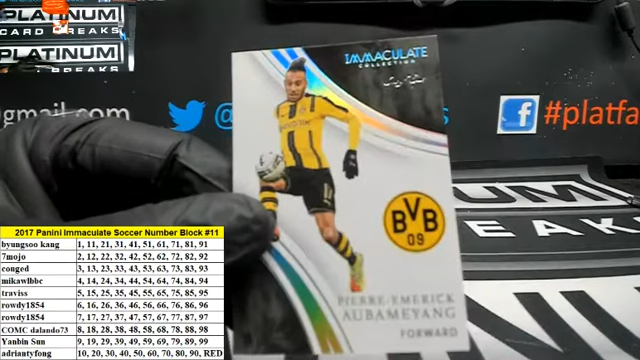 PLATINUM
CARD BREAKS
PLATINUM
CARD BREAKS
@gmail.com
@pla
f #platfa
IMMACULATE
COLLECTION
BVB
09
PIERRE-EMERICK
AUBAMEYANG
FORWARD
NUM
BREAKS
2017 Panini Immaculate Soccer Number Block #11
byungsoo kang 1, 11, 21, 31, 41, 51, 61, 71, 81, 91
7mojo 2, 12, 22, 32, 42, 52, 62, 72, 82, 92
conged 3, 13, 23, 33, 43, 53, 63, 73, 83, 93
mikawlbbc 4, 14, 24, 34, 44, 54, 64, 74, 84, 94
traviss 5, 15, 25, 35, 45, 55, 65, 75, 85, 95
rowdy1854 6, 16, 26, 36, 46, 56, 66, 76, 86, 96
rowdy1854 7, 17, 27, 37, 47, 57, 67, 77, 87, 97
COMC dalando73 8, 18, 28, 38, 48, 58, 68, 78, 88, 98
Yanbin Sun 9, 19, 29, 39, 49, 59, 69, 79, 89, 99
adriantyfong 10, 20, 30, 40, 50, 60, 70, 80, 90, RED